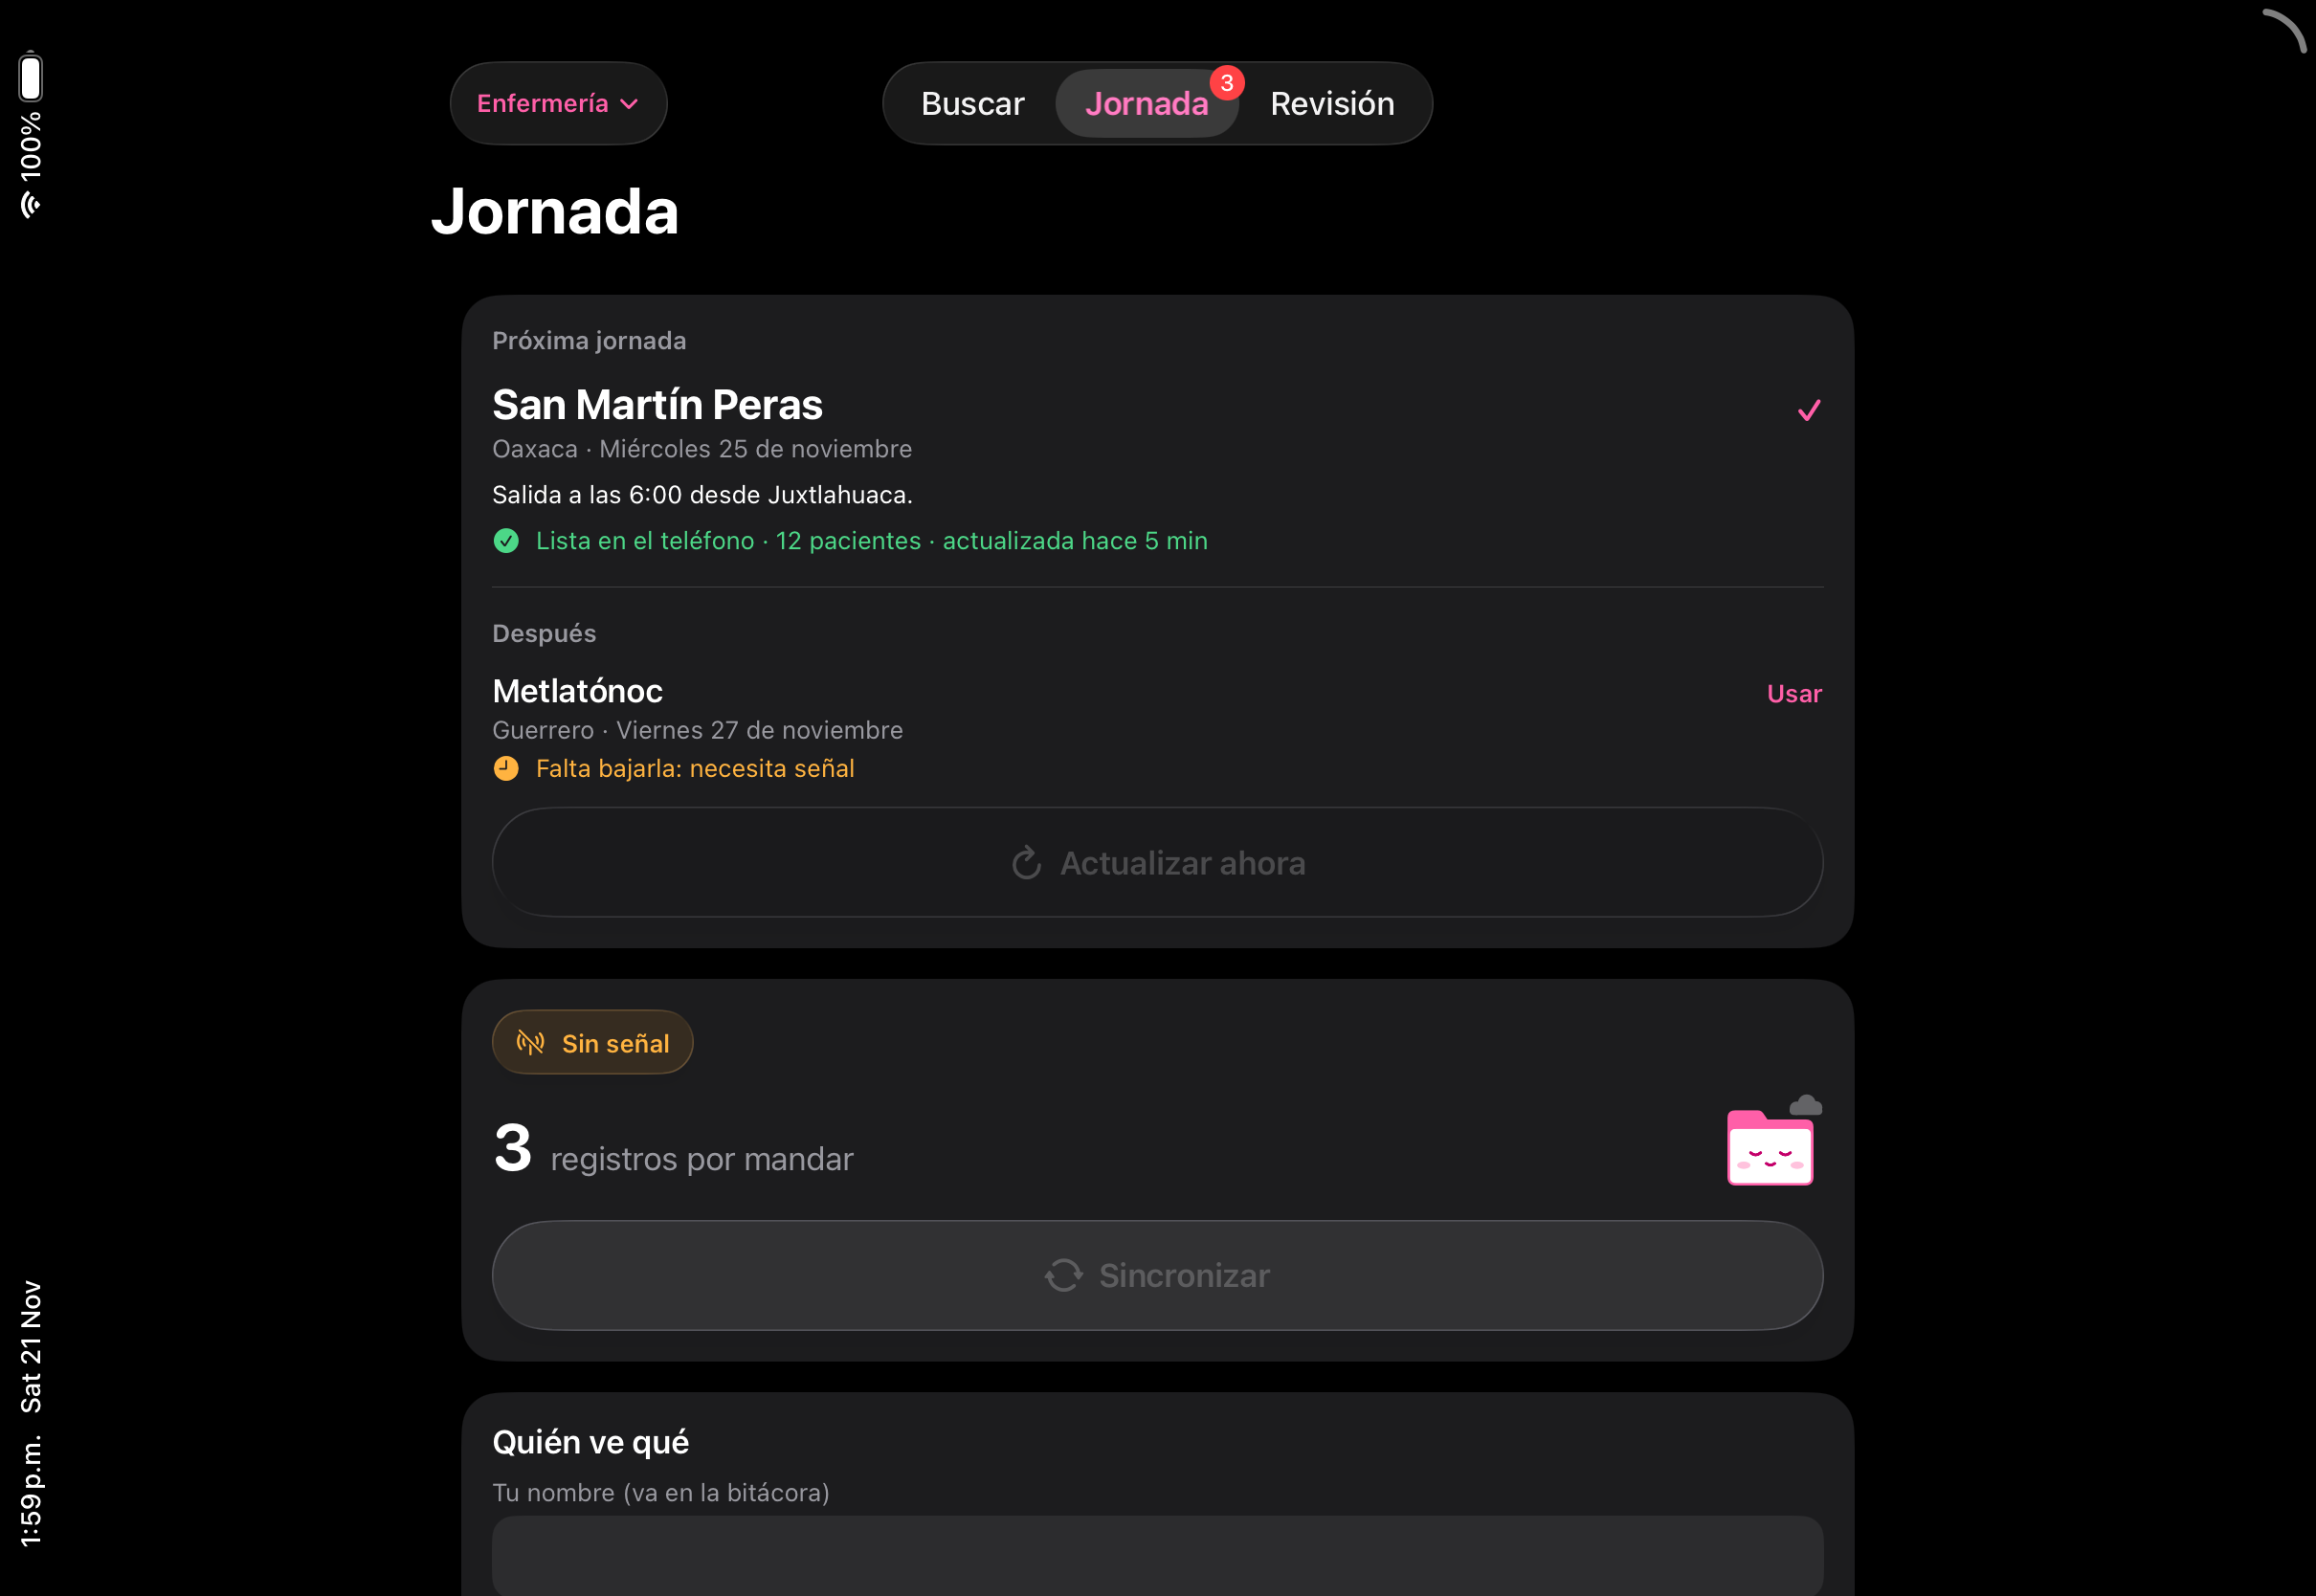 100%
1:59 p.m. Sat 21 Nov
Enfermería
Buscar
Jornada
3
Revisión
Jornada
Próxima jornada
San Martín Peras
Oaxaca · Miércoles 25 de noviembre
Salida a las 6:00 desde Juxtlahuaca.
Lista en el teléfono · 12 pacientes · actualizada hace 5 min
Después
Metlatónoc
Usar
Guerrero · Viernes 27 de noviembre
Falta bajarla: necesita señal
Actualizar ahora
Sin señal
3 registros por mandar
Sincronizar
Quién ve qué
Tu nombre (va en la bitácora)